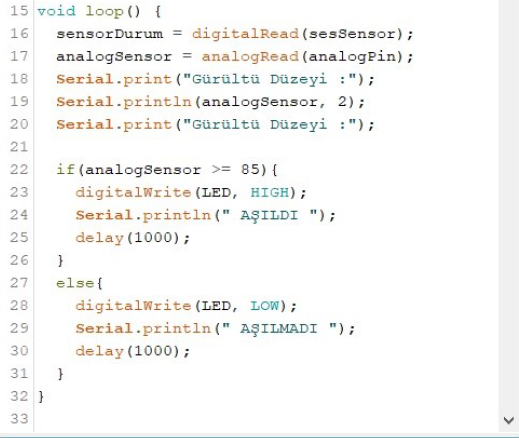 15 void loop() {
16   sensorDurum = digitalRead(sesSensor);
17   analogSensor = analogRead(analogPin);
18   Serial.print("Gürültü Düzeyi :");
19   Serial.println(analogSensor, 2);
20   Serial.print("Gürültü Düzeyi :");
21
22   if(analogSensor >= 85){
23     digitalWrite(LED, HIGH);
24     Serial.println(" AŞILDI ");
25     delay(1000);
26   }
27   else{
28     digitalWrite(LED, LOW);
29     Serial.println(" AŞILMADI ");
30     delay(1000);
31   }
32 }
33